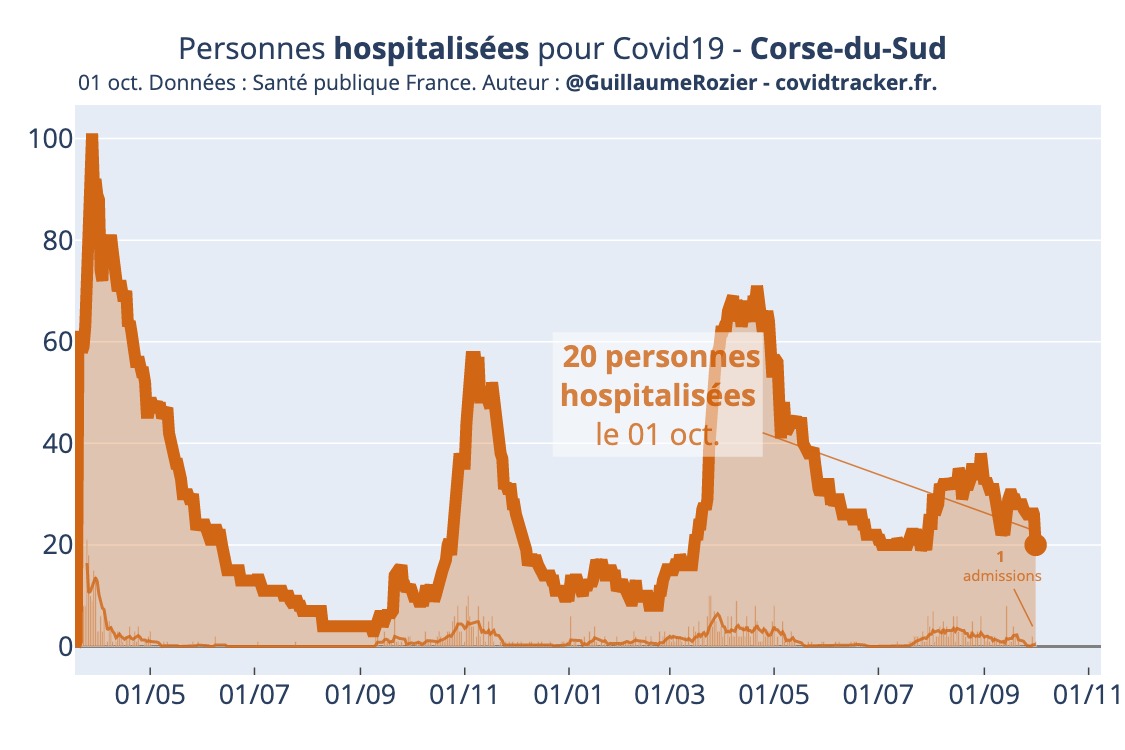 Personnes hospitalisées pour Covid19 - Corse-du-Sud
01 oct. Données : Santé publique France. Auteur : @GuillaumeRozier - covidtracker.fr.
100
80
60
40
20
0
20 personnes
hospitalisées
le 01 oct.
1
admissions
01/05 01/07 01/09 01/11 01/01 01/03 01/05 01/07 01/09 01/11